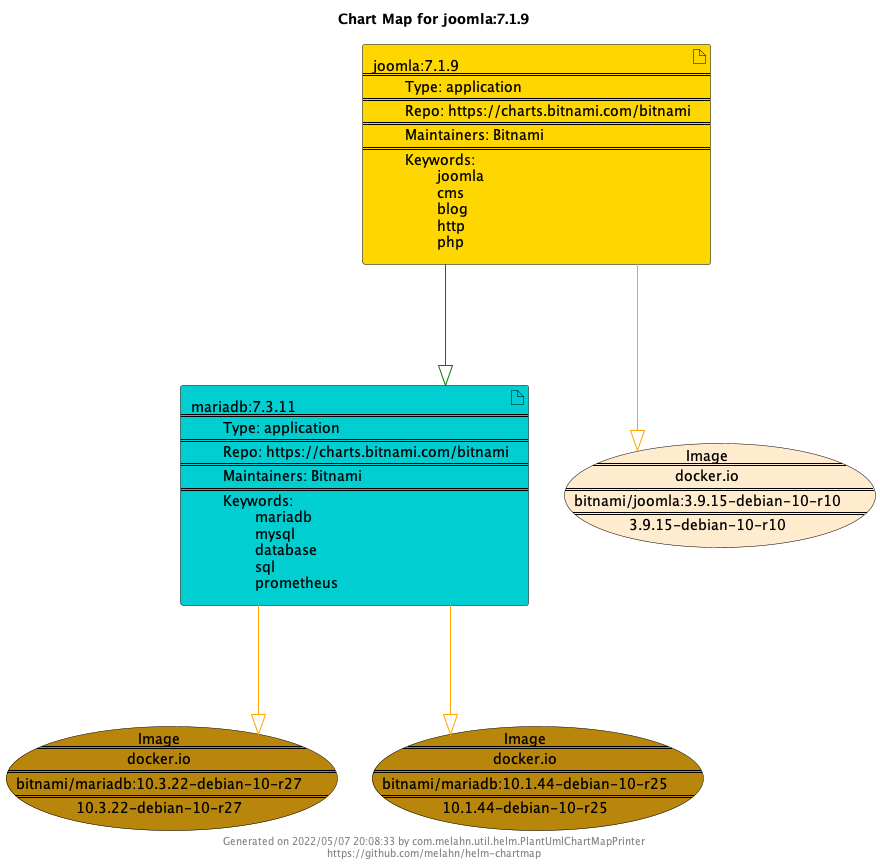 Chart Map for joomla:7.1.9
joomla:7.1.9
Type: application
Repo: https://charts.bitnami.com/bitnami
Maintainers: Bitnami
Keywords:
joomla
cms
blog
http
php
mariadb:7.3.11
Type: application
Repo: https://charts.bitnami.com/bitnami
Maintainers: Bitnami
Keywords:
mariadb
mysql
database
sql
prometheus
Image
docker.io
bitnami/joomla:3.9.15-debian-10-r10
3.9.15-debian-10-r10
Image
docker.io
bitnami/mariadb:10.3.22-debian-10-r27
10.3.22-debian-10-r27
Image
docker.io
bitnami/mariadb:10.1.44-debian-10-r25
10.1.44-debian-10-r25
Generated on 2022/05/07 20:08:33 by com.melahn.util.helm.PlantUmlChartMapPrinter
https://github.com/melahn/helm-chartmap